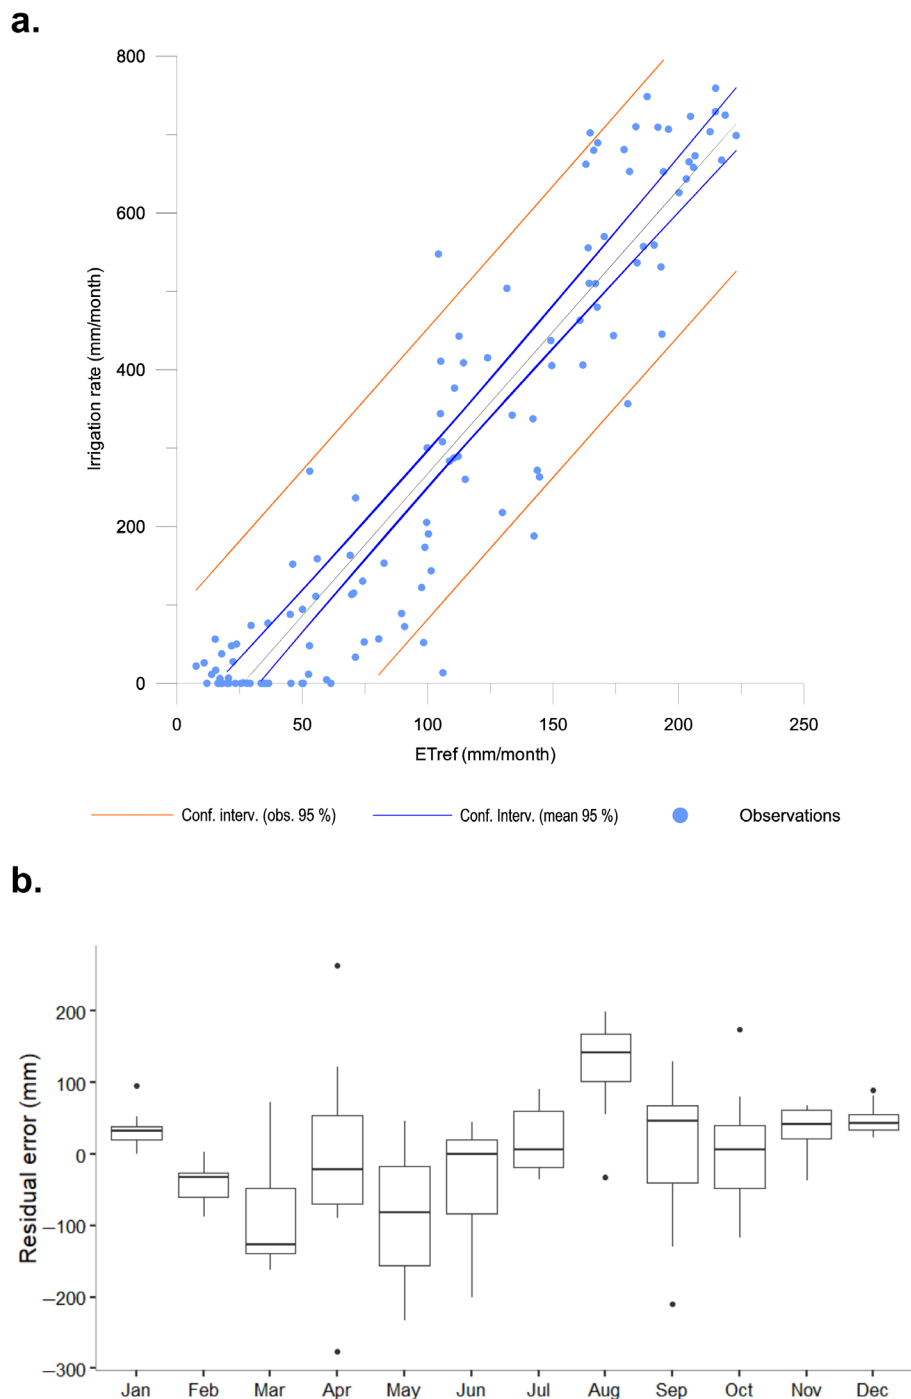 a.
800
600
400
200
0
Irrigation rate (mm/month)
0 50 100 150 200 250
ETref (mm/month)
Conf. interv. (obs. 95 %) Conf. Interv. (mean 95 %) Observations
b.
200
100
0
−100
−200
−300
Residual error (mm)
Jan Feb Mar Apr May Jun Jul Aug Sep Oct Nov Dec